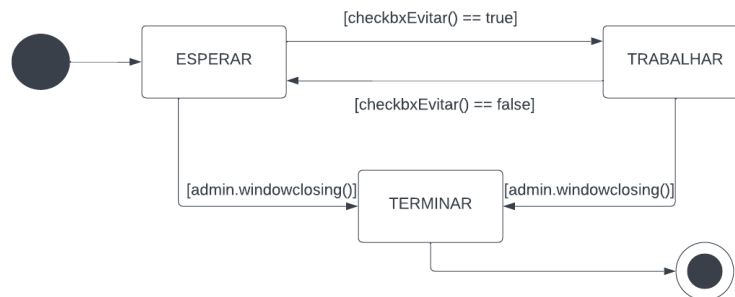 [checkbxEvitar() == true]
ESPERAR
TRABALHAR
[checkbxEvitar() == false]
[admin.windowclosing()]
[admin.windowclosing()]
TERMINAR